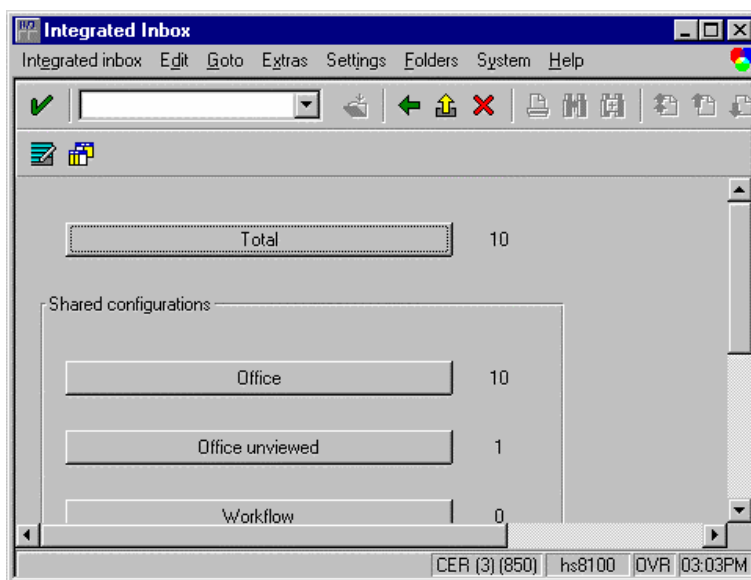 Integrated Inbox
Integrated inbox Edit Goto Extras Settings Folders System Help
Total 10
Shared configurations
Office 10
Office unviewed 1
Workflow 0
CER (3) (850) hs8100 OVR 03:03PM